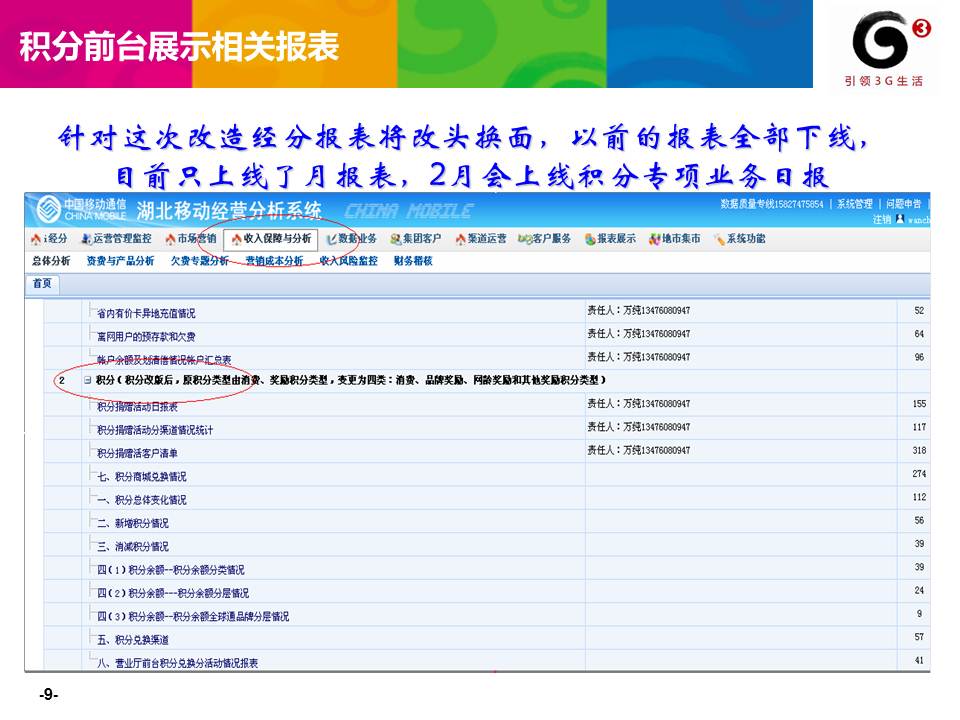 积分前台展示相关报表
3
引领3G生活
针对这次改造经分报表将改头换面，以前的报表全部下线，
目前只上线了月报表，2月会上线积分专项业务日报
中国移动通信
CHINA MOBILE
湖北移动经营分析系统
CHINA MOBILE
数据质量专线15827475854 | 系统管理 | 问题申告 |
注销 wanch
i经分 运营管理监控 市场营销 收入保障与分析 数据业务 集团客户 渠道运营 客户服务 报表展示 地市集市 系统功能
总体分析 资费与产品分析 欠费专题分析 营销成本分析 收入风险监控 财务稽核
首页
省内有价卡异地充值情况 责任人：万纯13476080947 52
离网用户的预存款和欠费 责任人：万纯13476080947 64
帐户余额及划清偿情况帐户汇总表 责任人：万纯13476080947 96
2 积分（积分改版后，原积分类型由消费、奖励积分类型，变更为四类：消费、品牌奖励、网龄奖励和其他奖励积分类型）
积分捐赠活动日报表 责任人：万纯13476080947 155
积分捐赠活动分渠道情况统计 责任人：万纯13476080947 117
积分捐赠活客户清单 责任人：万纯13476080947 318
七、积分商城兑换情况 274
一、积分总体变化情况 112
二、新增积分情况 56
三、消减积分情况 39
四（1）积分余额--积分余额分类情况 39
四（2）积分余额---积分余额分层情况 24
四（3）积分余额--积分余额全球通品牌分层情况 9
五、积分兑换渠道 57
八、营业厅前台积分兑换分活动情况报表 41
-9-